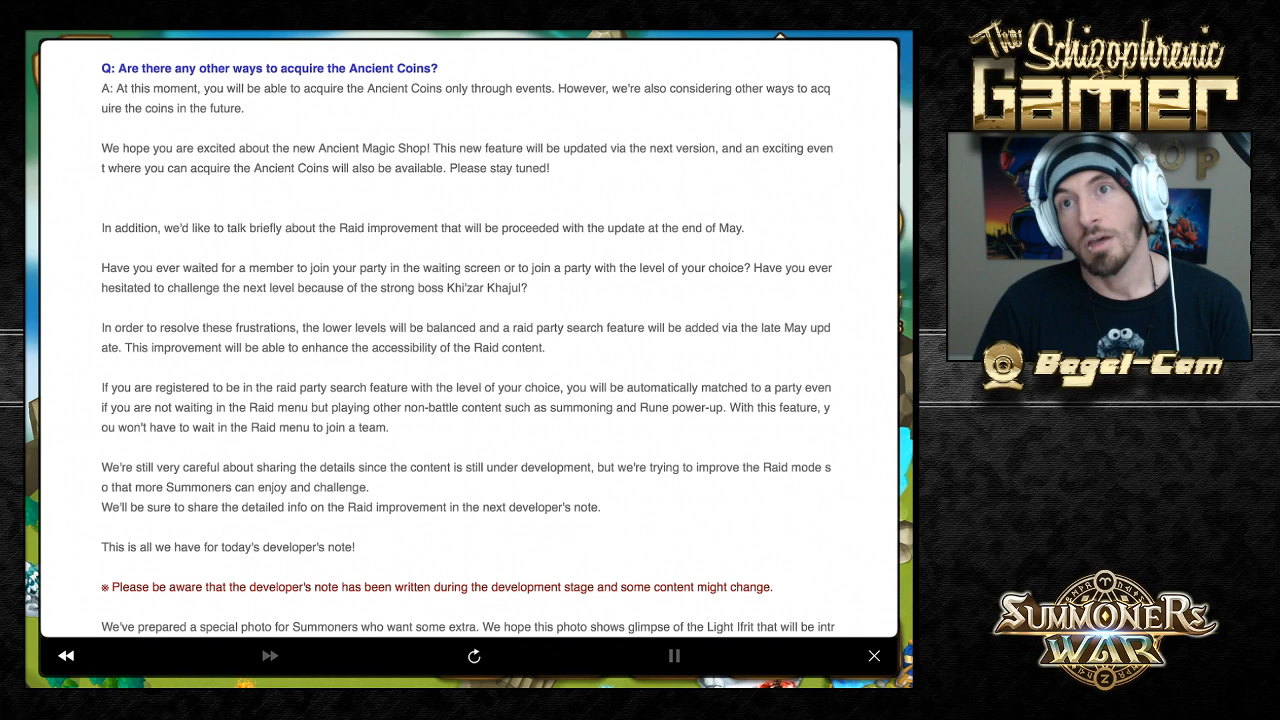 Q: Are there any other ways to acquire the Ancient Coins?
A: At this moment, you will be able to acquire the Ancient Coins only through events. However, we're also considering other ways to acq
uire the coins in the future.
We hope you are excited about the new Ancient Magic Shop! This new feature will be updated via the next version, and an exciting even
t where you can acquire the Ancient Coins will also be available. Please stay tuned!
In addition, we'd like to talk briefly about the Raid improvement that will be proceeded with the update at the end of May.
Have you ever waited for a member to join your party in the waiting screen or to join a party with the level of your choice? Have you ever
hesitated to challenge the next level because of the strong boss Khi'zar Khajul?
In order to resolve these frustrations, the lower levels will be balanced and a raid party search feature will be added via the late May upd
ate. This improvement will be able to enhance the accessibility of the Raid content.
If you are registered to be in the raid party search feature with the level of your choice, you will be automatically matched to a party even
if you are not waiting in the Raid menu but playing other non-battle content such as summoning and Rune power-up. With this feature, y
ou won't have to wait in the Raid menu to join a team.
We're still very careful about sharing the details since the content is still under development, but we're trying to improve the Raid mode s
o that more Summoners can enjoy and challenge.
We'll be sure to share the detailed info on the Raid improvement in the next developer's note.
This is all we have for today's developer's note!
※ Please be aware that the developer's note has been written during the development stage and some content might change.
We've prepared a special photo for Summoners who want some extra. We hope this photo shows glimpse of the Light Ifrit that will be intr
The Schizophrenic
Gamer
Bagel-Cam
SUMMONERS
WAR